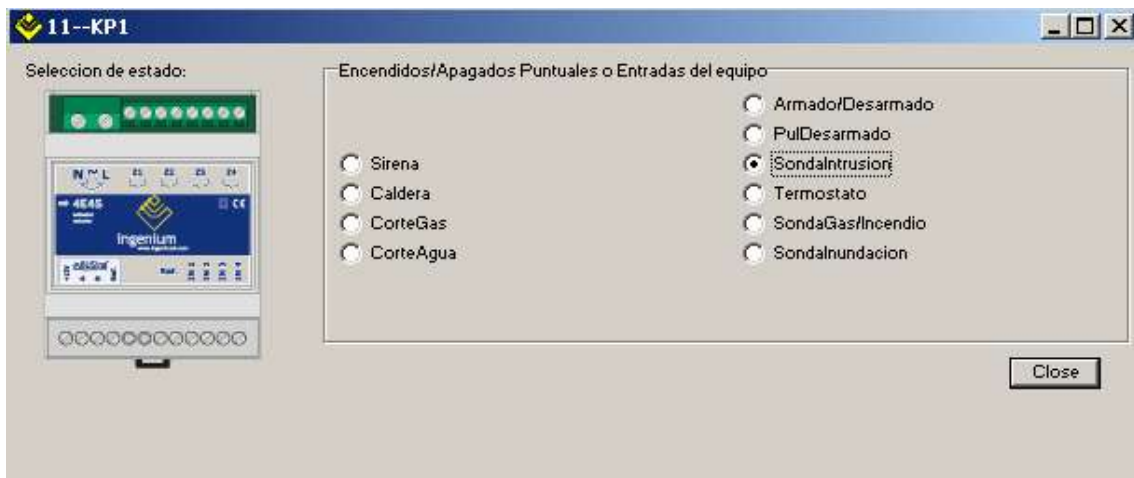 11--KP1
Seleccion de estado:
N L
4E4S
CE
ingenium
Encendidos/Apagados Puntuales o Entradas del equipo
Sirena
Caldera
CorteGas
CorteAgua
Armado/Desarmado
PulDesarmado
SondaIntrusion
Termostato
SondaGas/Incendio
SondaInundacion
Close